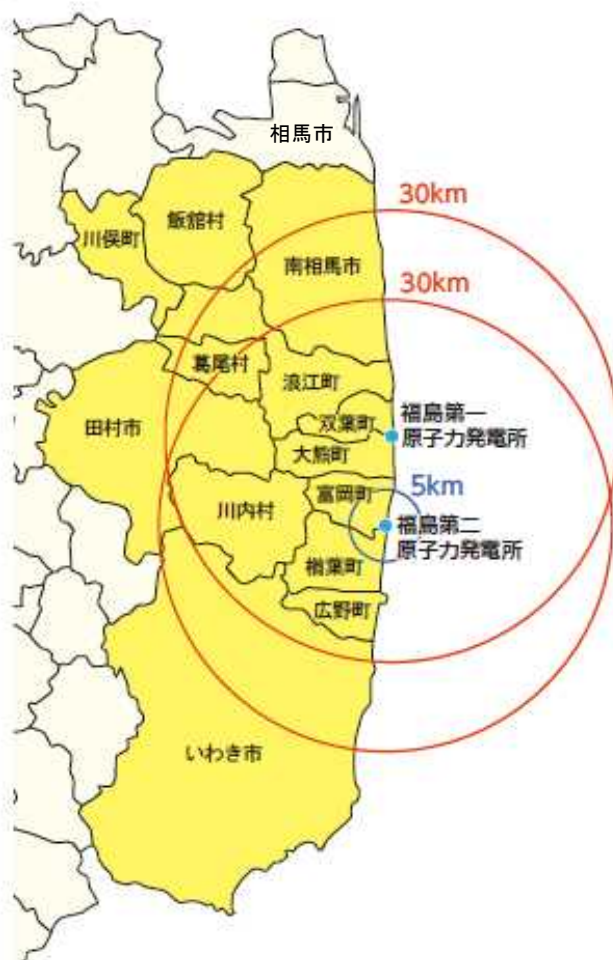 相馬市
30km
川俣町
飯舘村
南相馬市
30km
葛尾村
浪江町
田村市
双葉町
福島第一
原子力発電所
大熊町
富岡町
5km
川内村
福島第二
原子力発電所
楢葉町
広野町
いわき市